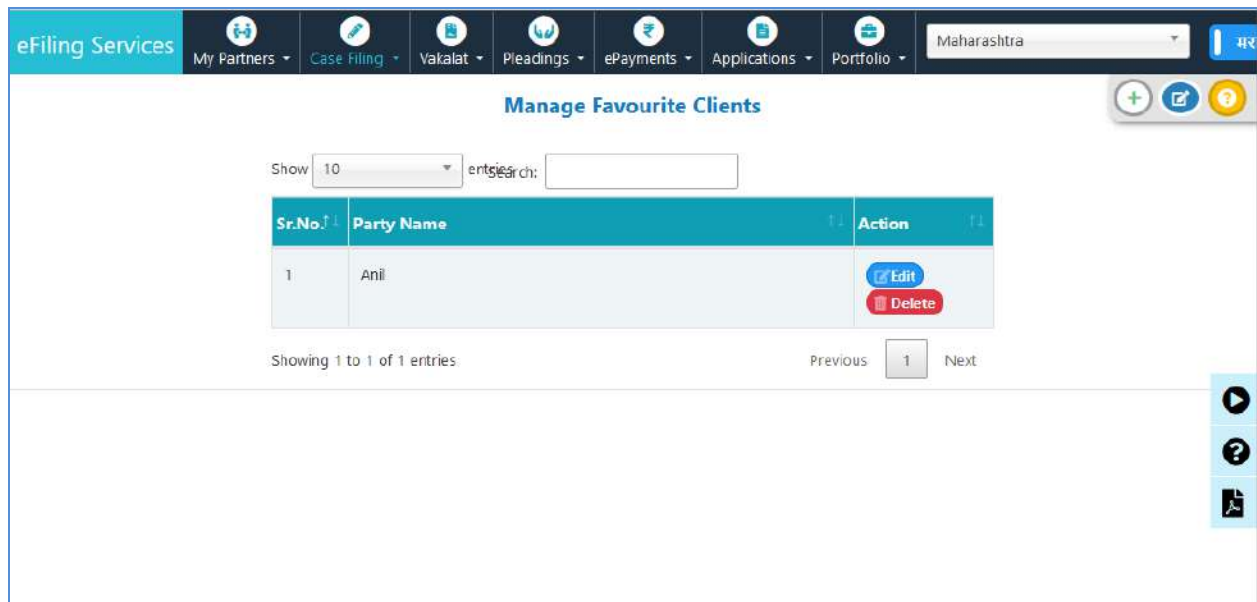 eFiling Services
My Partners
Case Filing
Vakalat
Pleadings
ePayments
Applications
Portfolio
Maharashtra
मर
Manage Favourite Clients
Show 10 entries
Search:
Sr.No. Party Name Action
1 Anil Edit
Delete
Showing 1 to 1 of 1 entries
Previous 1 Next